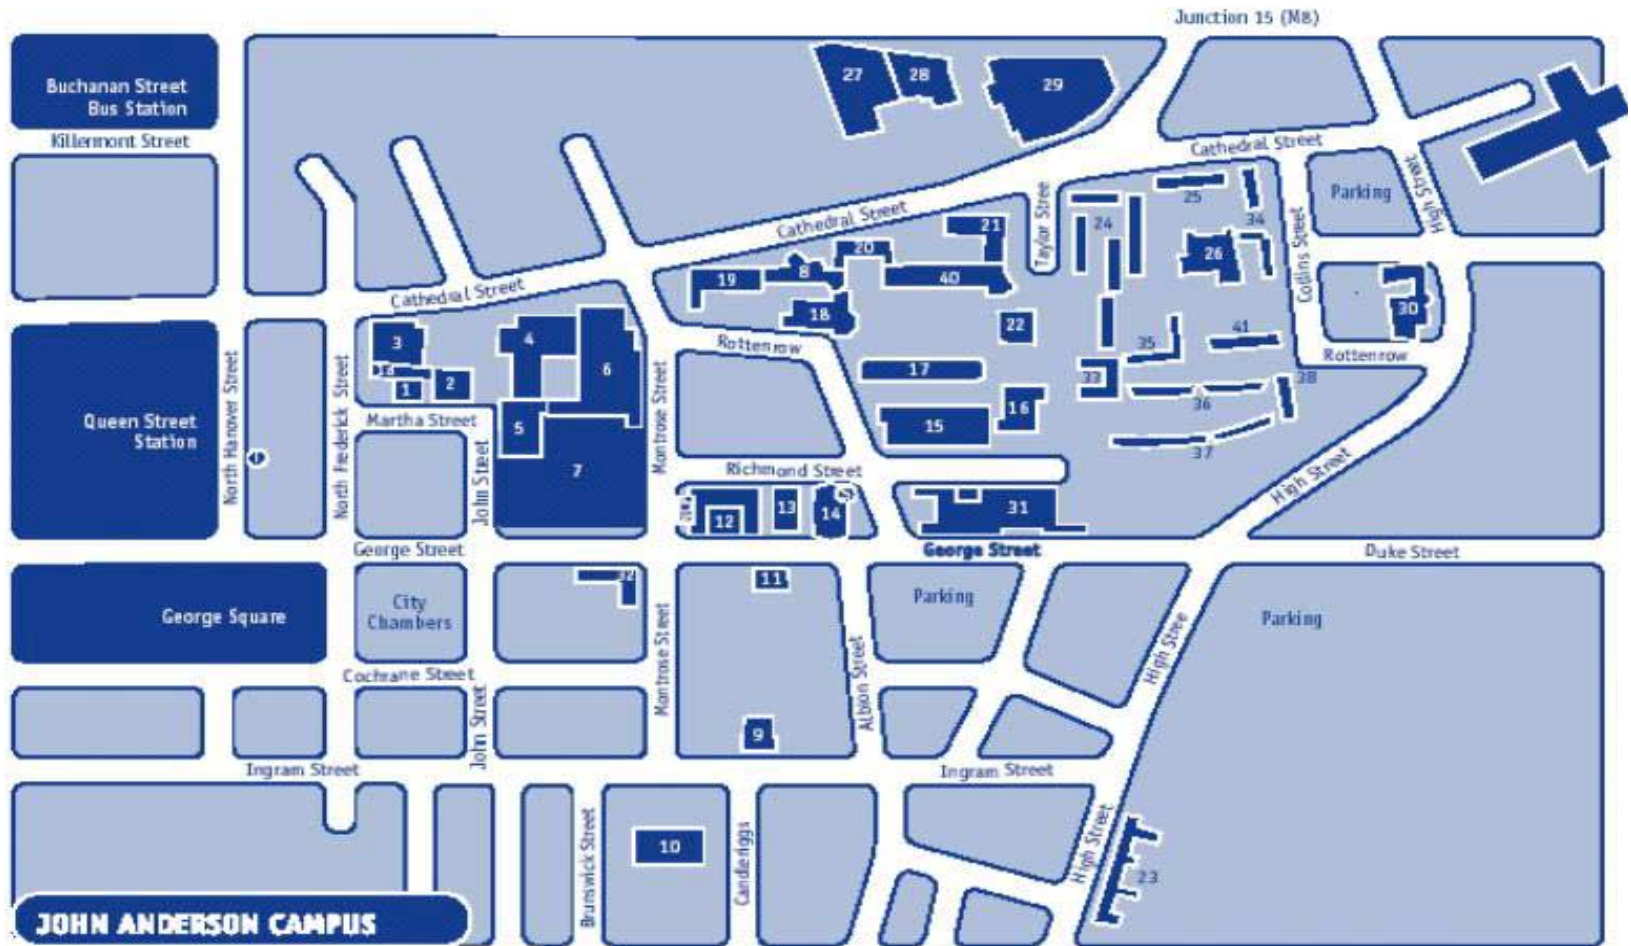 Junction 15 (M8)
Buchanan Street
Bus Station
Killermont Street
27
28
29
Cathedral Street
High Street
Parking
25
34
24
21
Taylor Stree
26
Collins Street
Cathedral Street
20
19
8
40
18
22
30
Cathedral Street
3
4
6
Rottenrow
35
41
Rottenrow
1
2
17
33
38
16
36
Queen Street
Station
North Hanover Street
North Frederick Street
Martha Street
5
Montrose Street
15
37
7
John Street
Richmond Street
High Street
12
13
14
31
George Street
George Street
Duke Street
32
11
George Square
City
Chambers
Parking
Parking
Cochrane Street
Montrose Street
Albion Street
High Stree
John Street
9
Ingram Street
Ingram Street
Brunswick Street
10
Candleriggs
High Street
23
JOHN ANDERSON CAMPUS